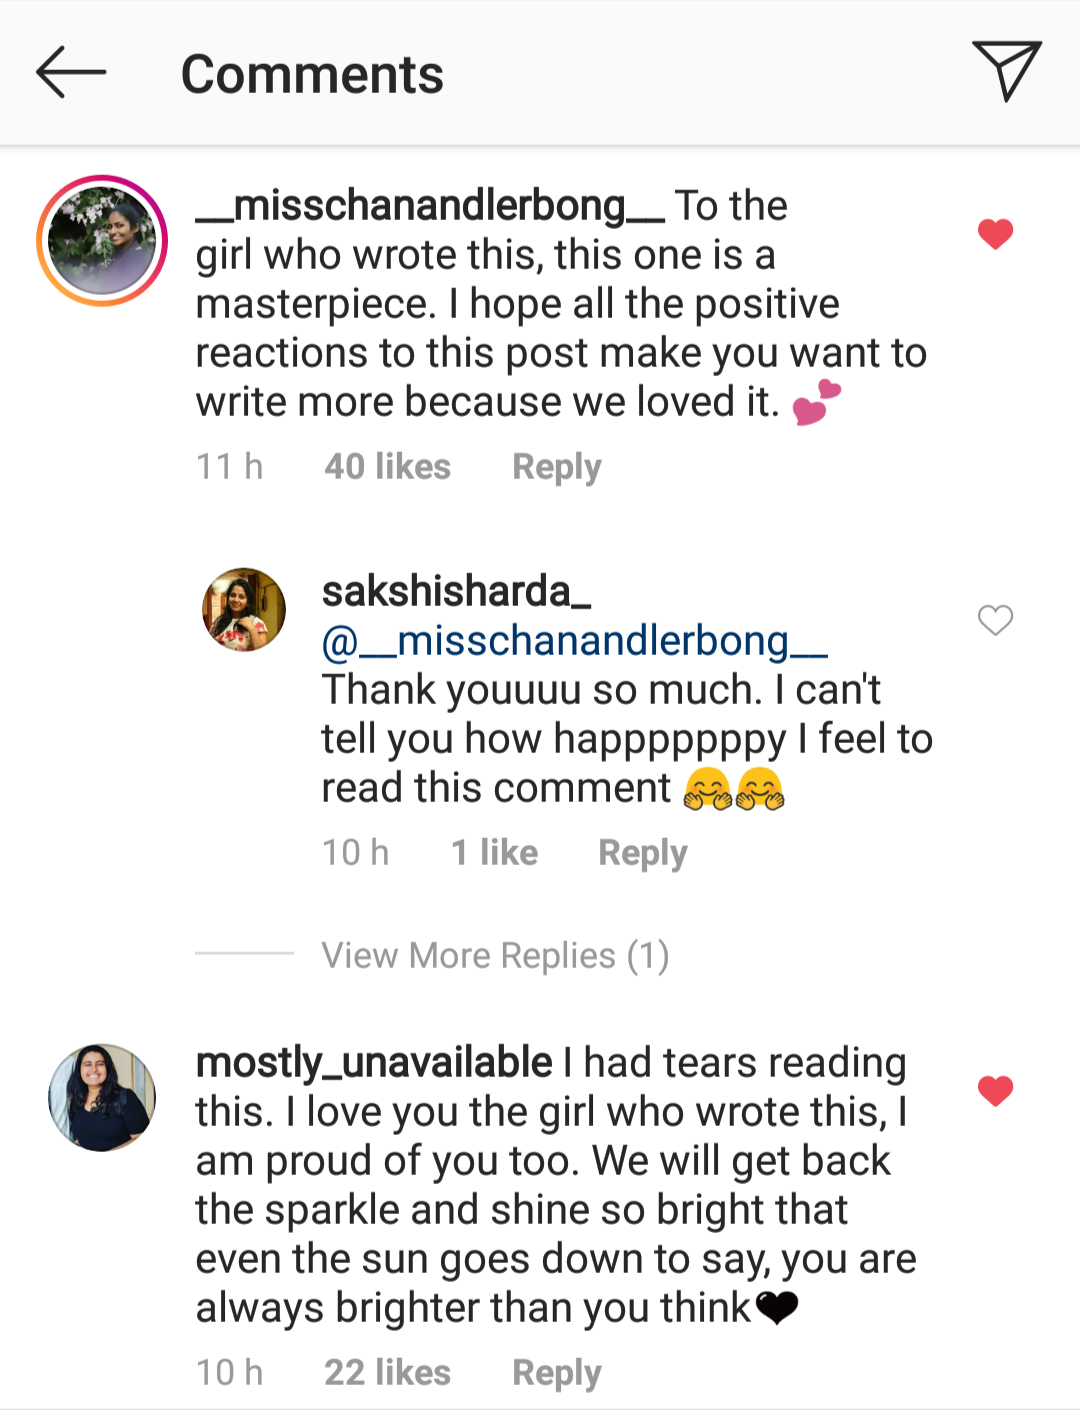 Comments
__misschanandlerbong__ To the
girl who wrote this, this one is a
masterpiece. I hope all the positive
reactions to this post make you want to
write more because we loved it. 💕
11 h 40 likes Reply
sakshisharda_
@__misschanandlerbong__
Thank youuuu so much. I can't
tell you how happppppppy I feel to
read this comment 🤗🤗
10 h 1 like Reply
View More Replies (1)
mostly_unavailable I had tears reading
this. I love you the girl who wrote this, I
am proud of you too. We will get back
the sparkle and shine so bright that
even the sun goes down to say, you are
always brighter than you think🖤
10 h 22 likes Reply